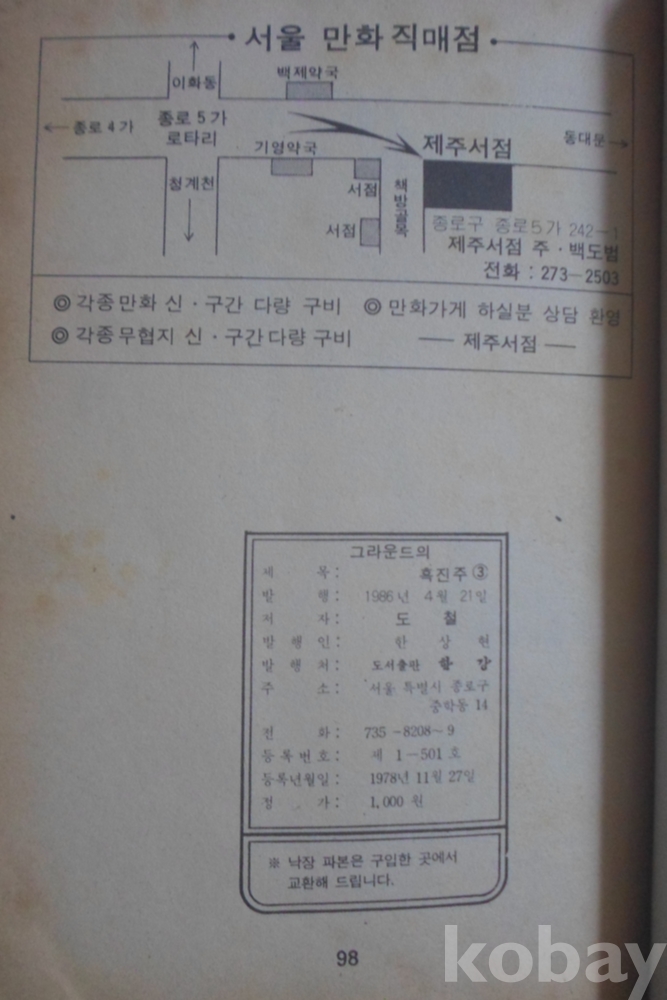 서울 만화 직매점
이화동
백제약국
종로 4가
종로 5가
로타리
동대문
기영약국
제주서점
청계천
서점
책방골목
서점
종로구 종로5가 242-1
제주서점 주·백도범
전화 : 273-2503
◎ 각종만화 신·구간 다량 구비 ◎ 만화가게 하실분 상담 환영
◎ 각종무협지 신·구간다량 구비 — 제주서점 —
그라운드의
제 목: 흑진주 ③
발 행: 1986년 4월 21일
저 자: 도 철
발 행 인: 한 상 현
발 행 처: 도서출판 한 강
주 소: 서울 특별시 종로구
중학동 14
전 화: 735-8208~9
등록번호: 제 1-501 호
등록년월일: 1978년 11월 27일
정 가: 1,000 원
※ 낙장 파본은 구입한 곳에서
교환해 드립니다.
98
kobay